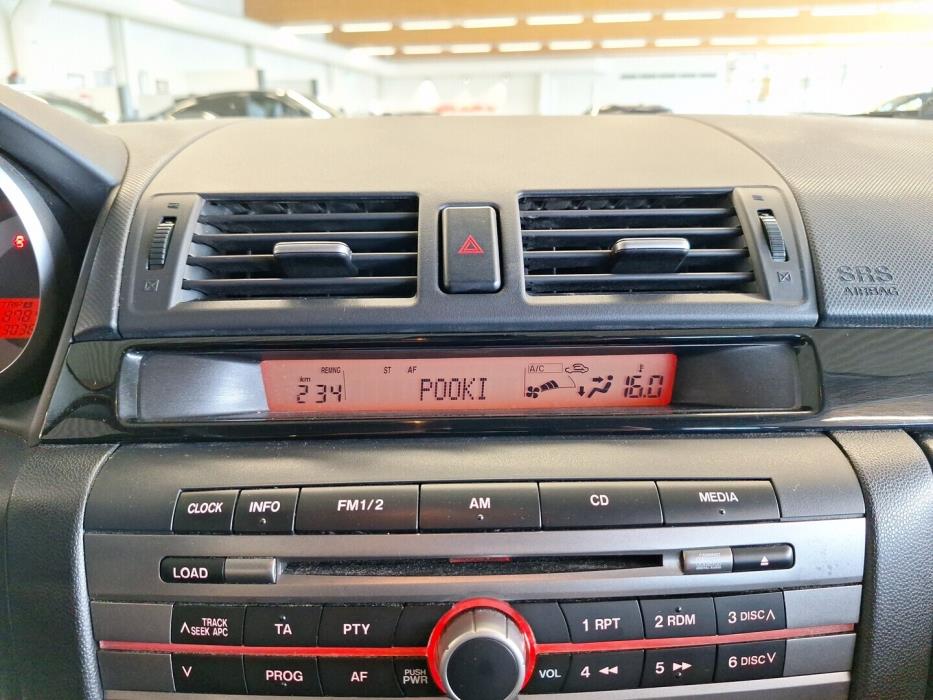 SRS
AIRBAG
REMNG ST AF A/C
km 234 POOKI 16.0
CLOCK INFO FM1/2 AM CD MEDIA
LOAD
TRACK
SEEK APC TA PTY 1 RPT 2 RDM 3 DISC
PROG AF PUSH
PWR VOL 4 5 6 DISC